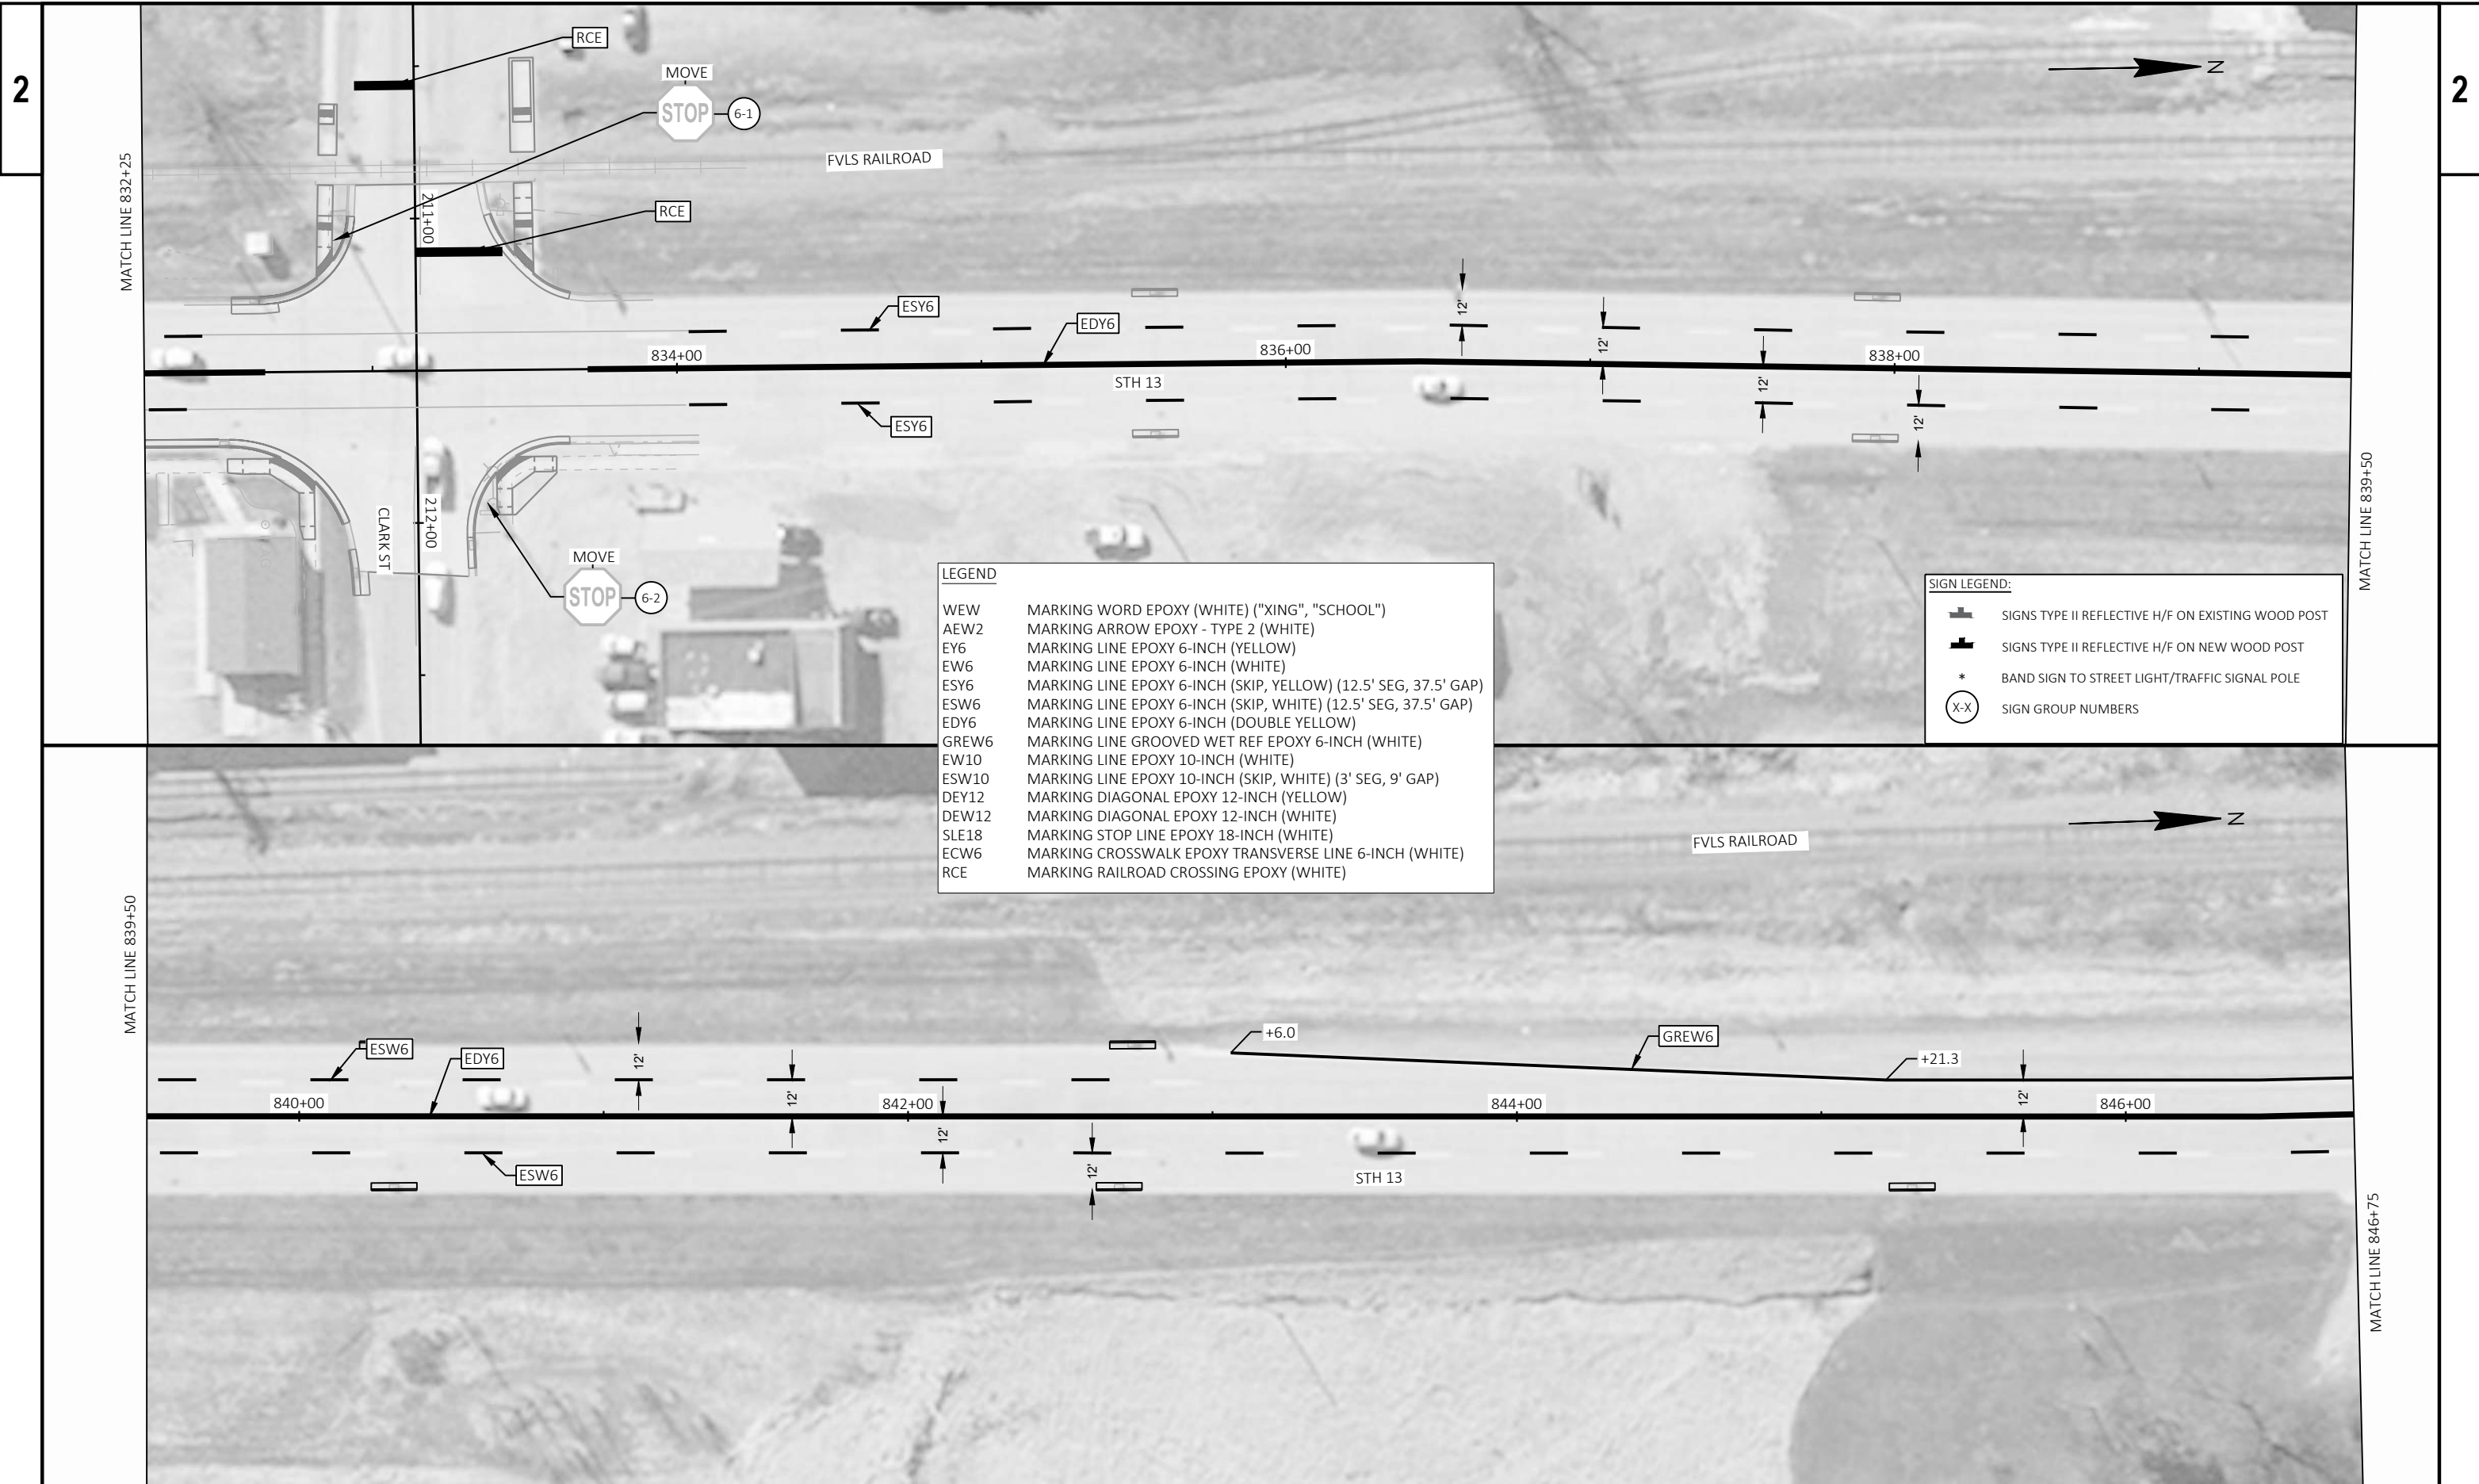 2
2
RCE
MOVE
STOP
6-1
N
FVLS RAILROAD
MATCH LINE 832+25
211+00
RCE
ESY6
EDY6
12'
12'
834+00
836+00
838+00
STH 13
12'
12'
ESY6
MATCH LINE 839+50
CLARK ST
212+00
MOVE
STOP
6-2
LEGEND
WEW MARKING WORD EPOXY (WHITE) ("XING", "SCHOOL")
AEW2 MARKING ARROW EPOXY - TYPE 2 (WHITE)
EY6 MARKING LINE EPOXY 6-INCH (YELLOW)
EW6 MARKING LINE EPOXY 6-INCH (WHITE)
ESY6 MARKING LINE EPOXY 6-INCH (SKIP, YELLOW) (12.5' SEG, 37.5' GAP)
ESW6 MARKING LINE EPOXY 6-INCH (SKIP, WHITE) (12.5' SEG, 37.5' GAP)
EDY6 MARKING LINE EPOXY 6-INCH (DOUBLE YELLOW)
GREW6 MARKING LINE GROOVED WET REF EPOXY 6-INCH (WHITE)
EW10 MARKING LINE EPOXY 10-INCH (WHITE)
ESW10 MARKING LINE EPOXY 10-INCH (SKIP, WHITE) (3' SEG, 9' GAP)
DEY12 MARKING DIAGONAL EPOXY 12-INCH (YELLOW)
DEW12 MARKING DIAGONAL EPOXY 12-INCH (WHITE)
SLE18 MARKING STOP LINE EPOXY 18-INCH (WHITE)
ECW6 MARKING CROSSWALK EPOXY TRANSVERSE LINE 6-INCH (WHITE)
RCE MARKING RAILROAD CROSSING EPOXY (WHITE)
SIGN LEGEND:
SIGNS TYPE II REFLECTIVE H/F ON EXISTING WOOD POST
SIGNS TYPE II REFLECTIVE H/F ON NEW WOOD POST
* BAND SIGN TO STREET LIGHT/TRAFFIC SIGNAL POLE
X-X SIGN GROUP NUMBERS
N
FVLS RAILROAD
MATCH LINE 839+50
ESW6
EDY6
12'
+6.0
GREW6
+21.3
12'
12'
840+00
842+00
844+00
846+00
12'
12'
ESW6
STH 13
MATCH LINE 846+75